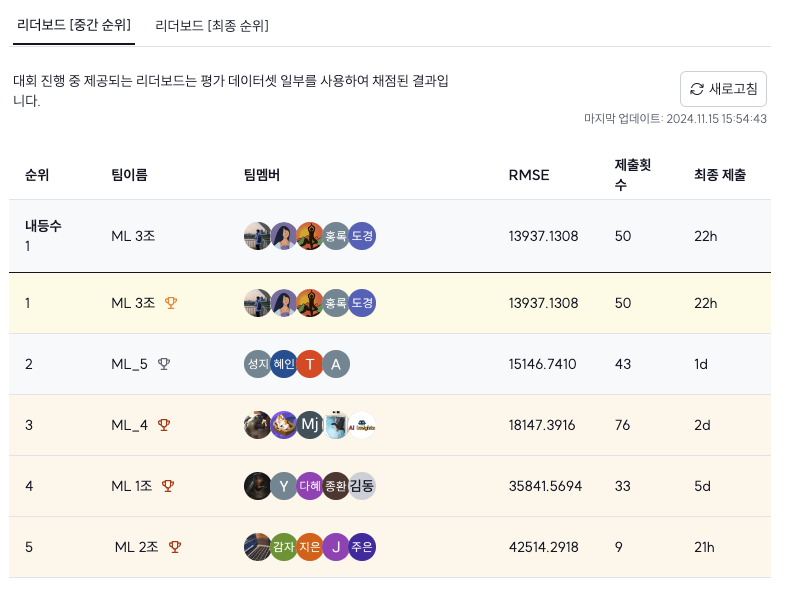 리더보드 [중간 순위] 리더보드 [최종 순위]
대회 진행 중 제공되는 리더보드는 평가 데이터셋 일부를 사용하여 채점된 결과입
니다.
새로고침
마지막 업데이트: 2024.11.15 15:54:43
순위 팀이름 팀멤버 RMSE 제출횟
수 최종 제출
내등수
1 ML 3조 홍록 도경 13937.1308 50 22h
1 ML 3조 홍록 도경 13937.1308 50 22h
2 ML_5 성지 혜인 T A 15146.7410 43 1d
3 ML_4 Mj AI Insights 18147.3916 76 2d
4 ML 1조 Y 다혜 종환 김동 35841.5694 33 5d
5 ML 2조 감자 지은 J 주은 42514.2918 9 21h